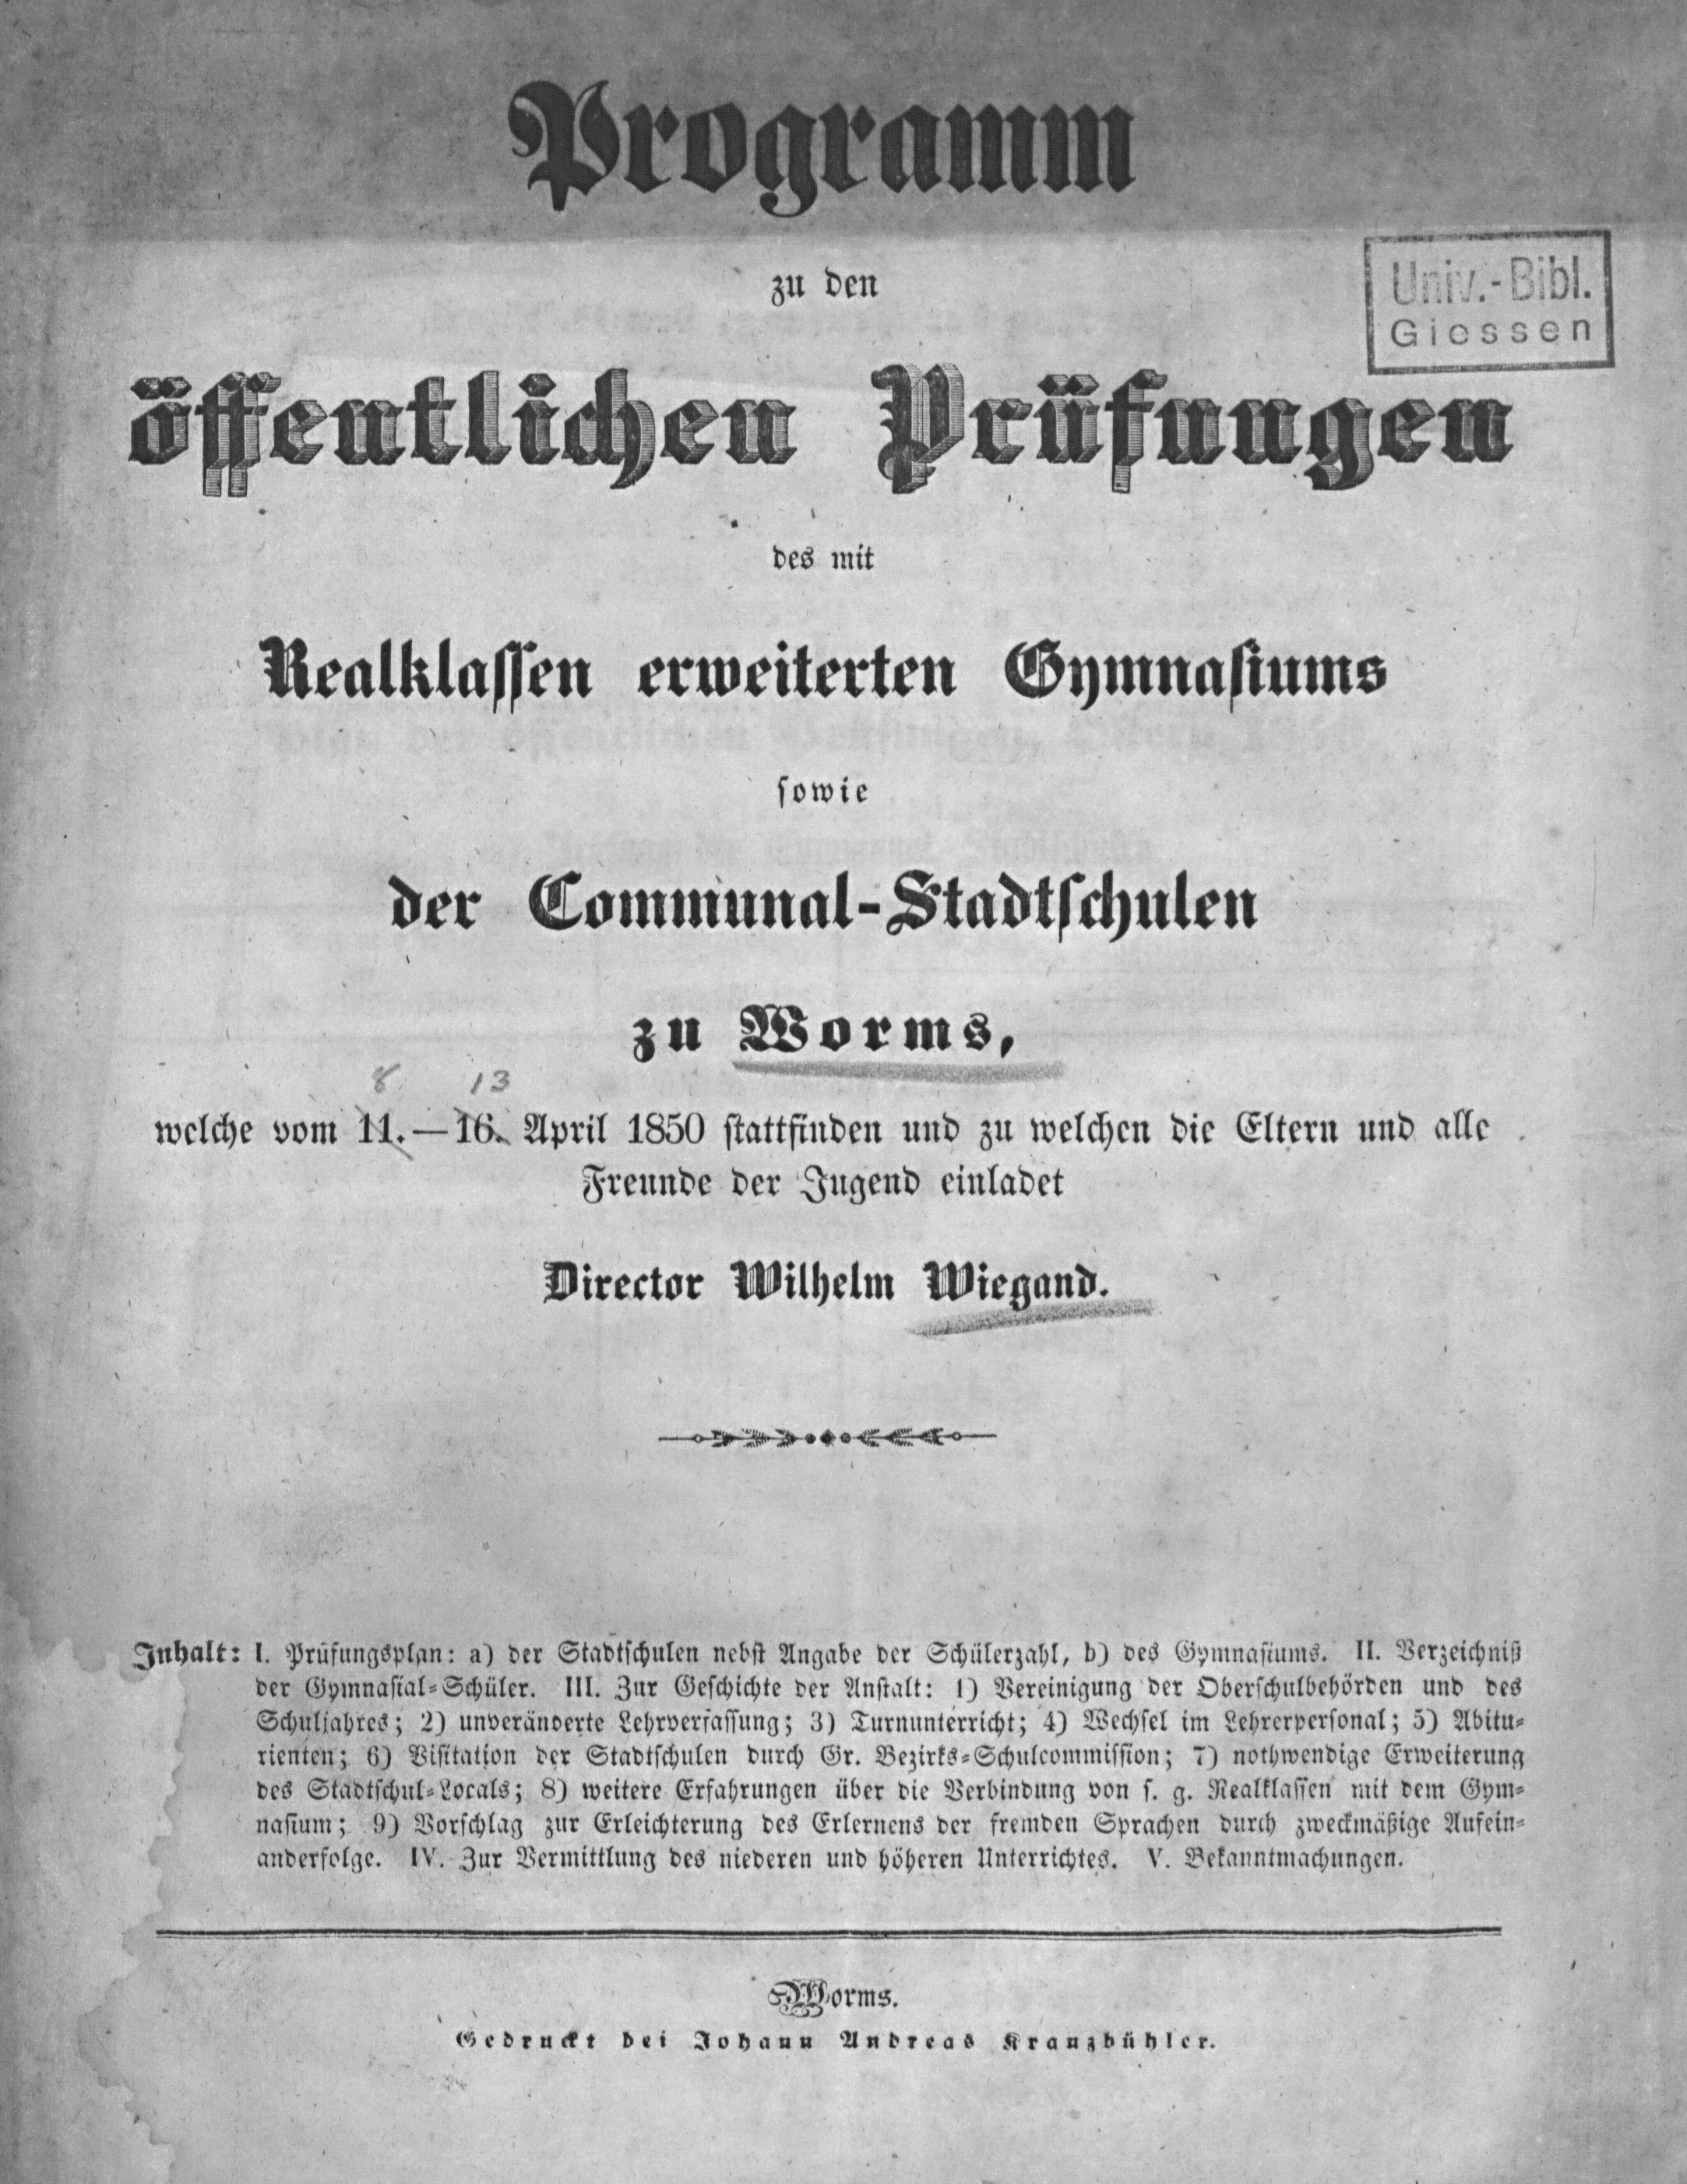 Programm
zu den
Univ.-Bibl.
Giessen
öffentlichen Prüfungen
des mit
Realklassen erweiterten Gymnasiums
sowie
der Communal-Stadtschulen
zu Worms,
8 13
welche vom 11.—16. April 1850 stattfinden und zu welchen die Eltern und alle
Freunde der Jugend einladet
Director Wilhelm Wiegand.
Inhalt: I. Prüfungsplan: a) der Stadtschulen nebst Angabe der Schülerzahl, b) des Gymnasiums. II. Verzeichniß
der Gymnasial-Schüler. III. Zur Geschichte der Anstalt: 1) Vereinigung der Oberschulbehörden und des
Schuljahres; 2) unveränderte Lehrverfassung; 3) Turnunterricht; 4) Wechsel im Lehrerpersonal; 5) Abitu-
rienten; 6) Visitation der Stadtschulen durch Gr. Bezirks-Schulcommission; 7) nothwendige Erweiterung
des Stadtschul-Locals; 8) weitere Erfahrungen über die Verbindung von s. g. Realklassen mit dem Gym-
nasium; 9) Vorschlag zur Erleichterung des Erlernens der fremden Sprachen durch zweckmäßige Aufein-
anderfolge. IV. Zur Vermittlung des niederen und höheren Unterrichtes. V. Bekanntmachungen.
Worms.
Gedruckt bei Johann Andreas Kranzbühler.